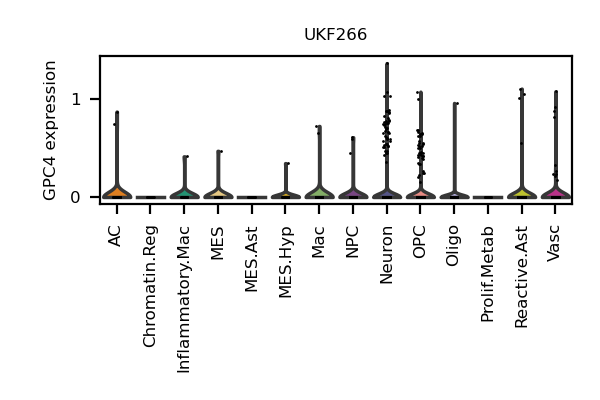 UKF266
GPC4 expression
1
0
AC
Chromatin.Reg
Inflammatory.Mac
MES
MES.Ast
MES.Hyp
Mac
NPC
Neuron
OPC
Oligo
Prolif.Metab
Reactive.Ast
Vasc